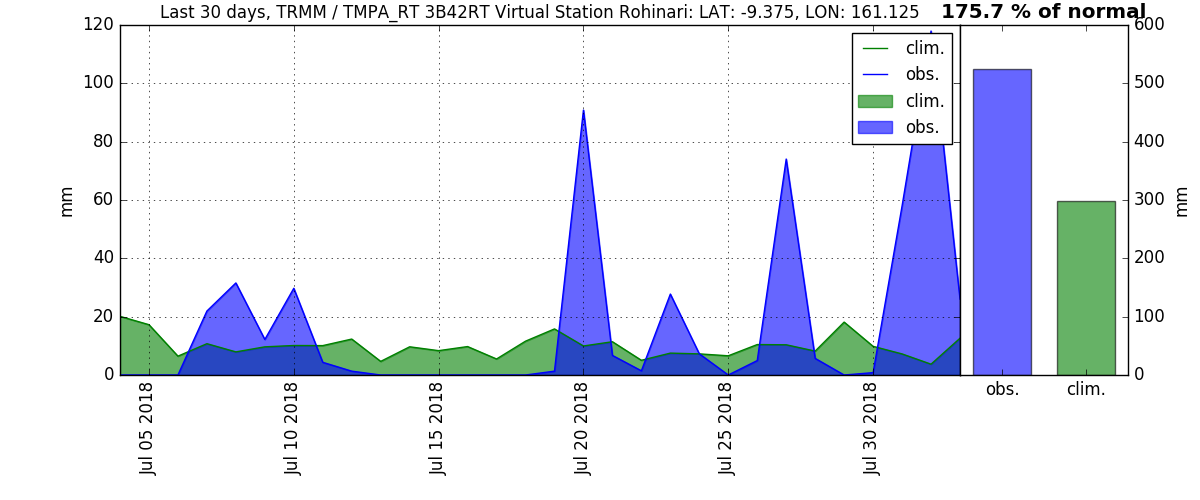 Last 30 days, TRMM / TMPA_RT 3B42RT Virtual Station Rohinari: LAT: -9.375, LON: 161.125
175.7 % of normal
120
100
80
60
40
20
0
mm
clim.
obs.
clim.
obs.
600
500
400
300
200
100
0
mm
obs.
clim.
Jul 05 2018
Jul 10 2018
Jul 15 2018
Jul 20 2018
Jul 25 2018
Jul 30 2018